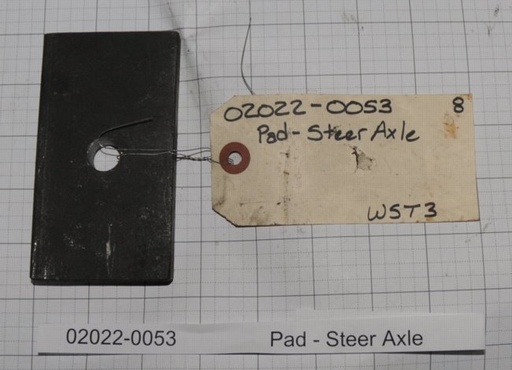 02022-0053 8
Pad - Steer Axle
WST3
02022-0053 Pad - Steer Axle